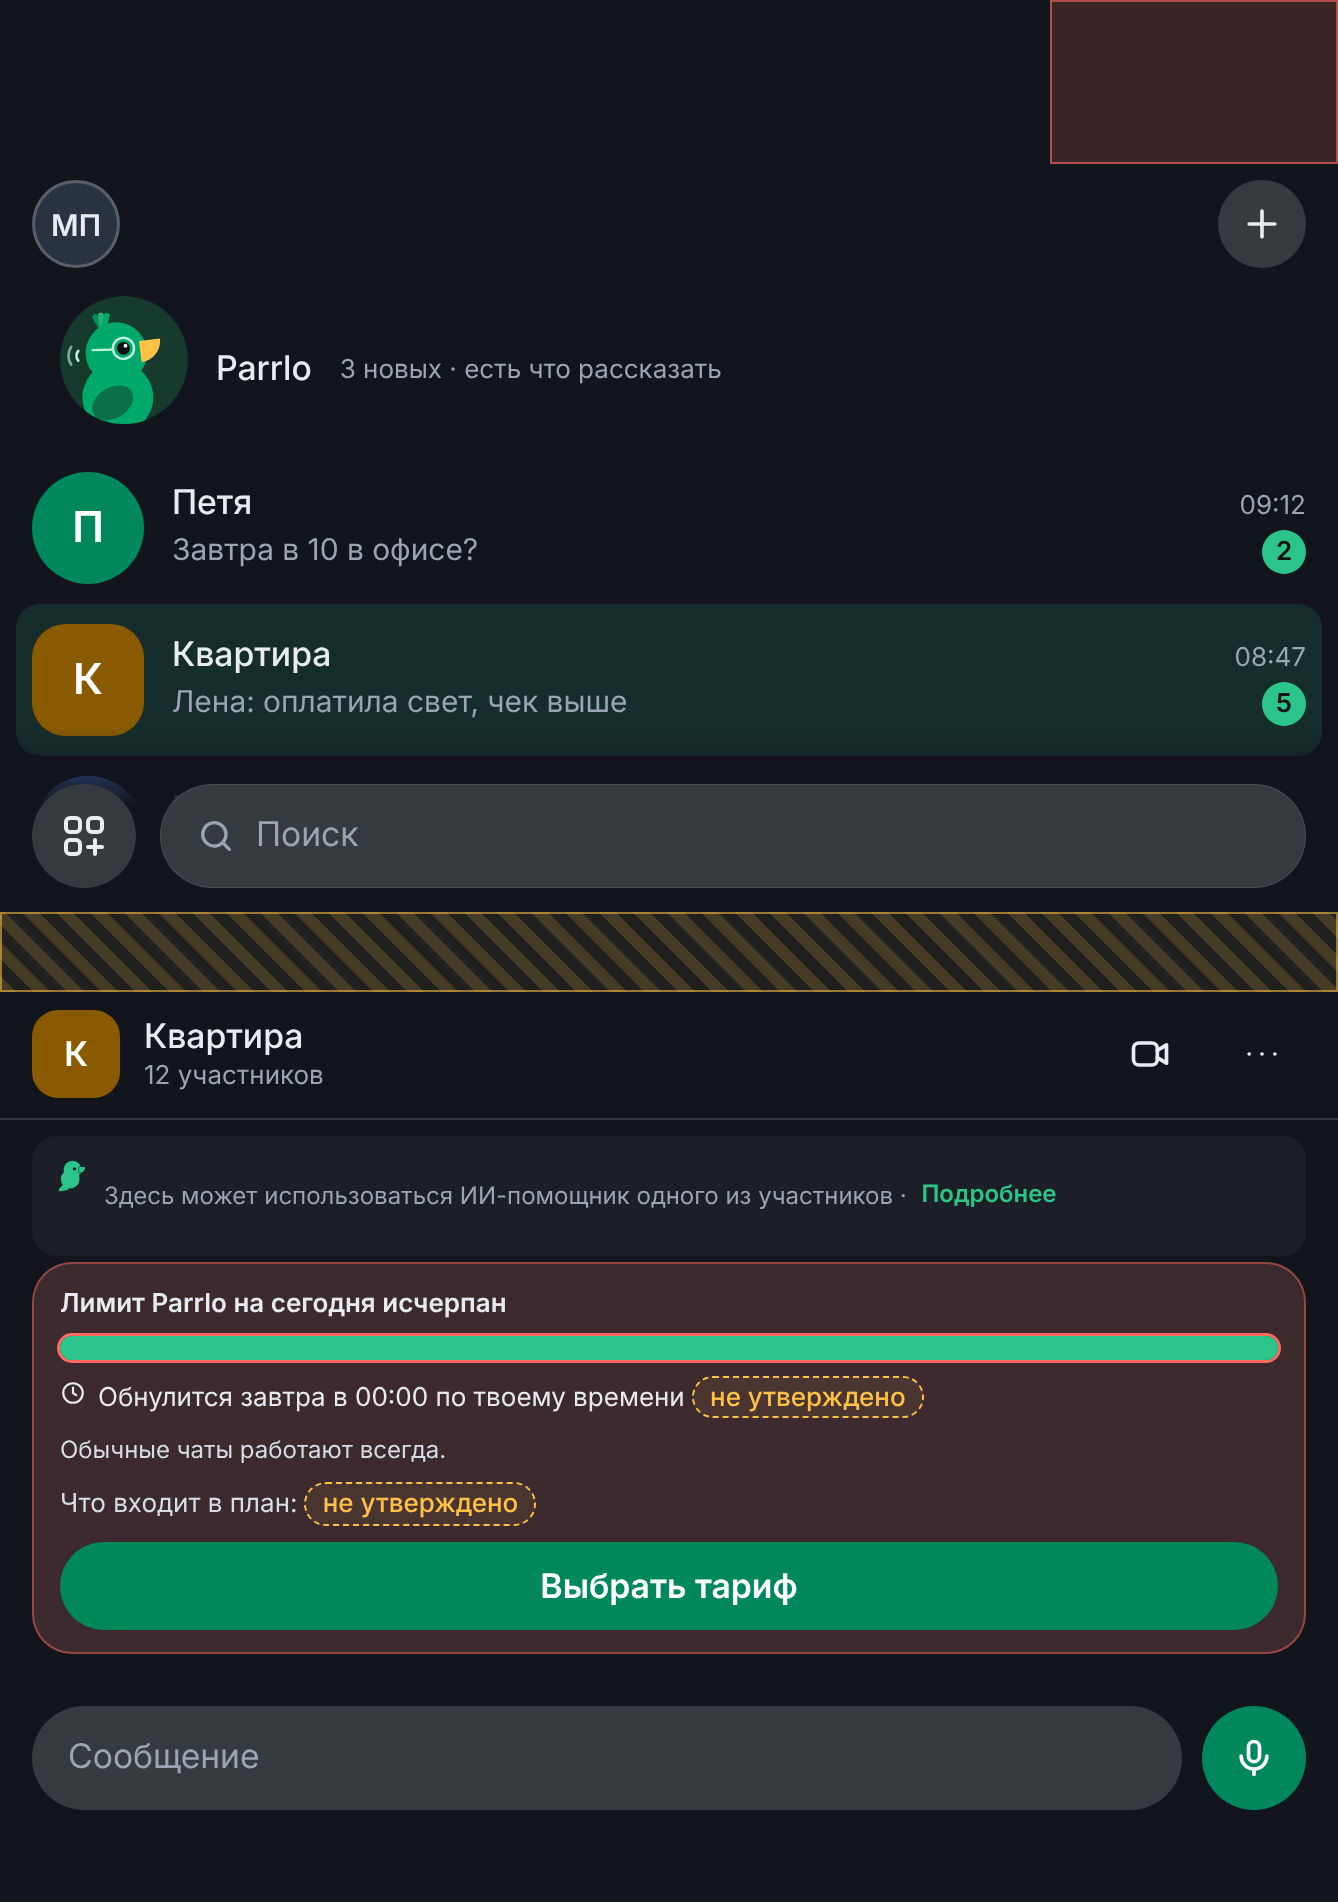 МП
Parrlo 3 новых · есть что рассказать
П
Петя
09:12
Завтра в 10 в офисе?
2
К
Квартира
08:47
Лена: оплатила свет, чек выше
5
Поиск
К
Квартира
12 участников
Здесь может использоваться ИИ-помощник одного из участников · Подробнее
Лимит Parrlo на сегодня исчерпан
Обнулится завтра в 00:00 по твоему времени не утверждено
Обычные чаты работают всегда.
Что входит в план: не утверждено
Выбрать тариф
Сообщение